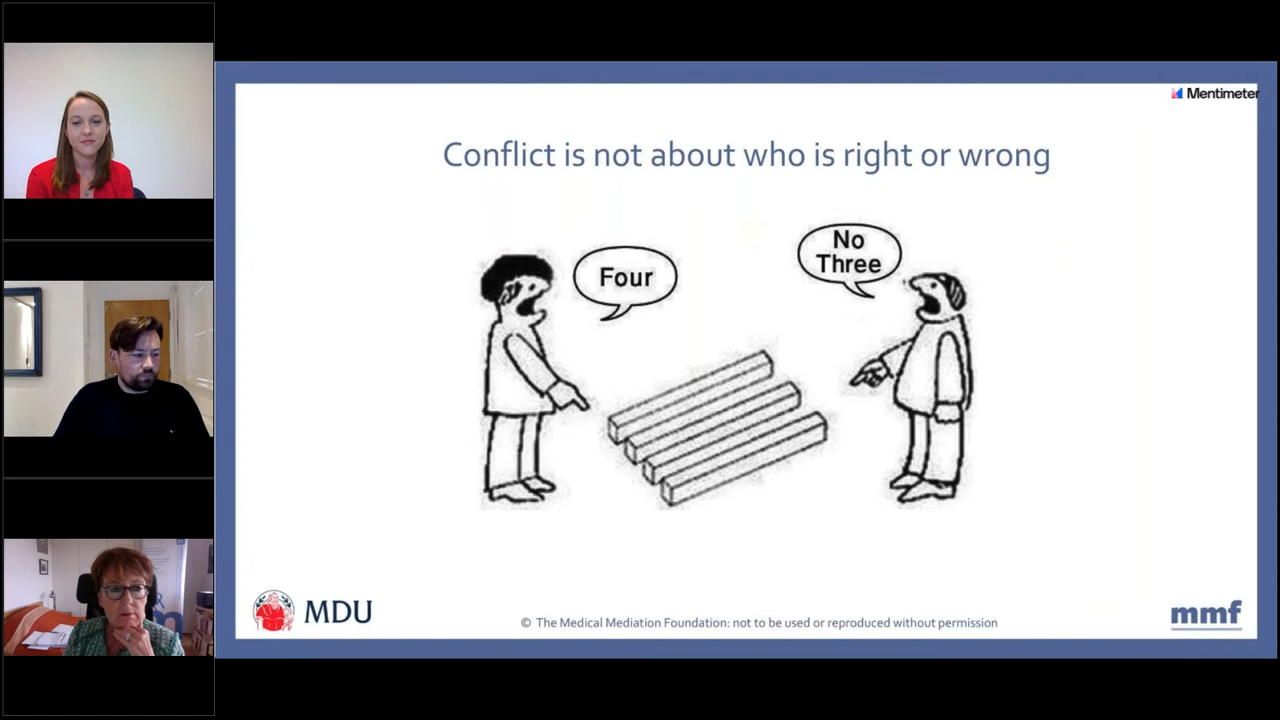 Mentimeter
Conflict is not about who is right or wrong
Four
No
Three
MDU
© The Medical Mediation Foundation: not to be used or reproduced without permission
mmf